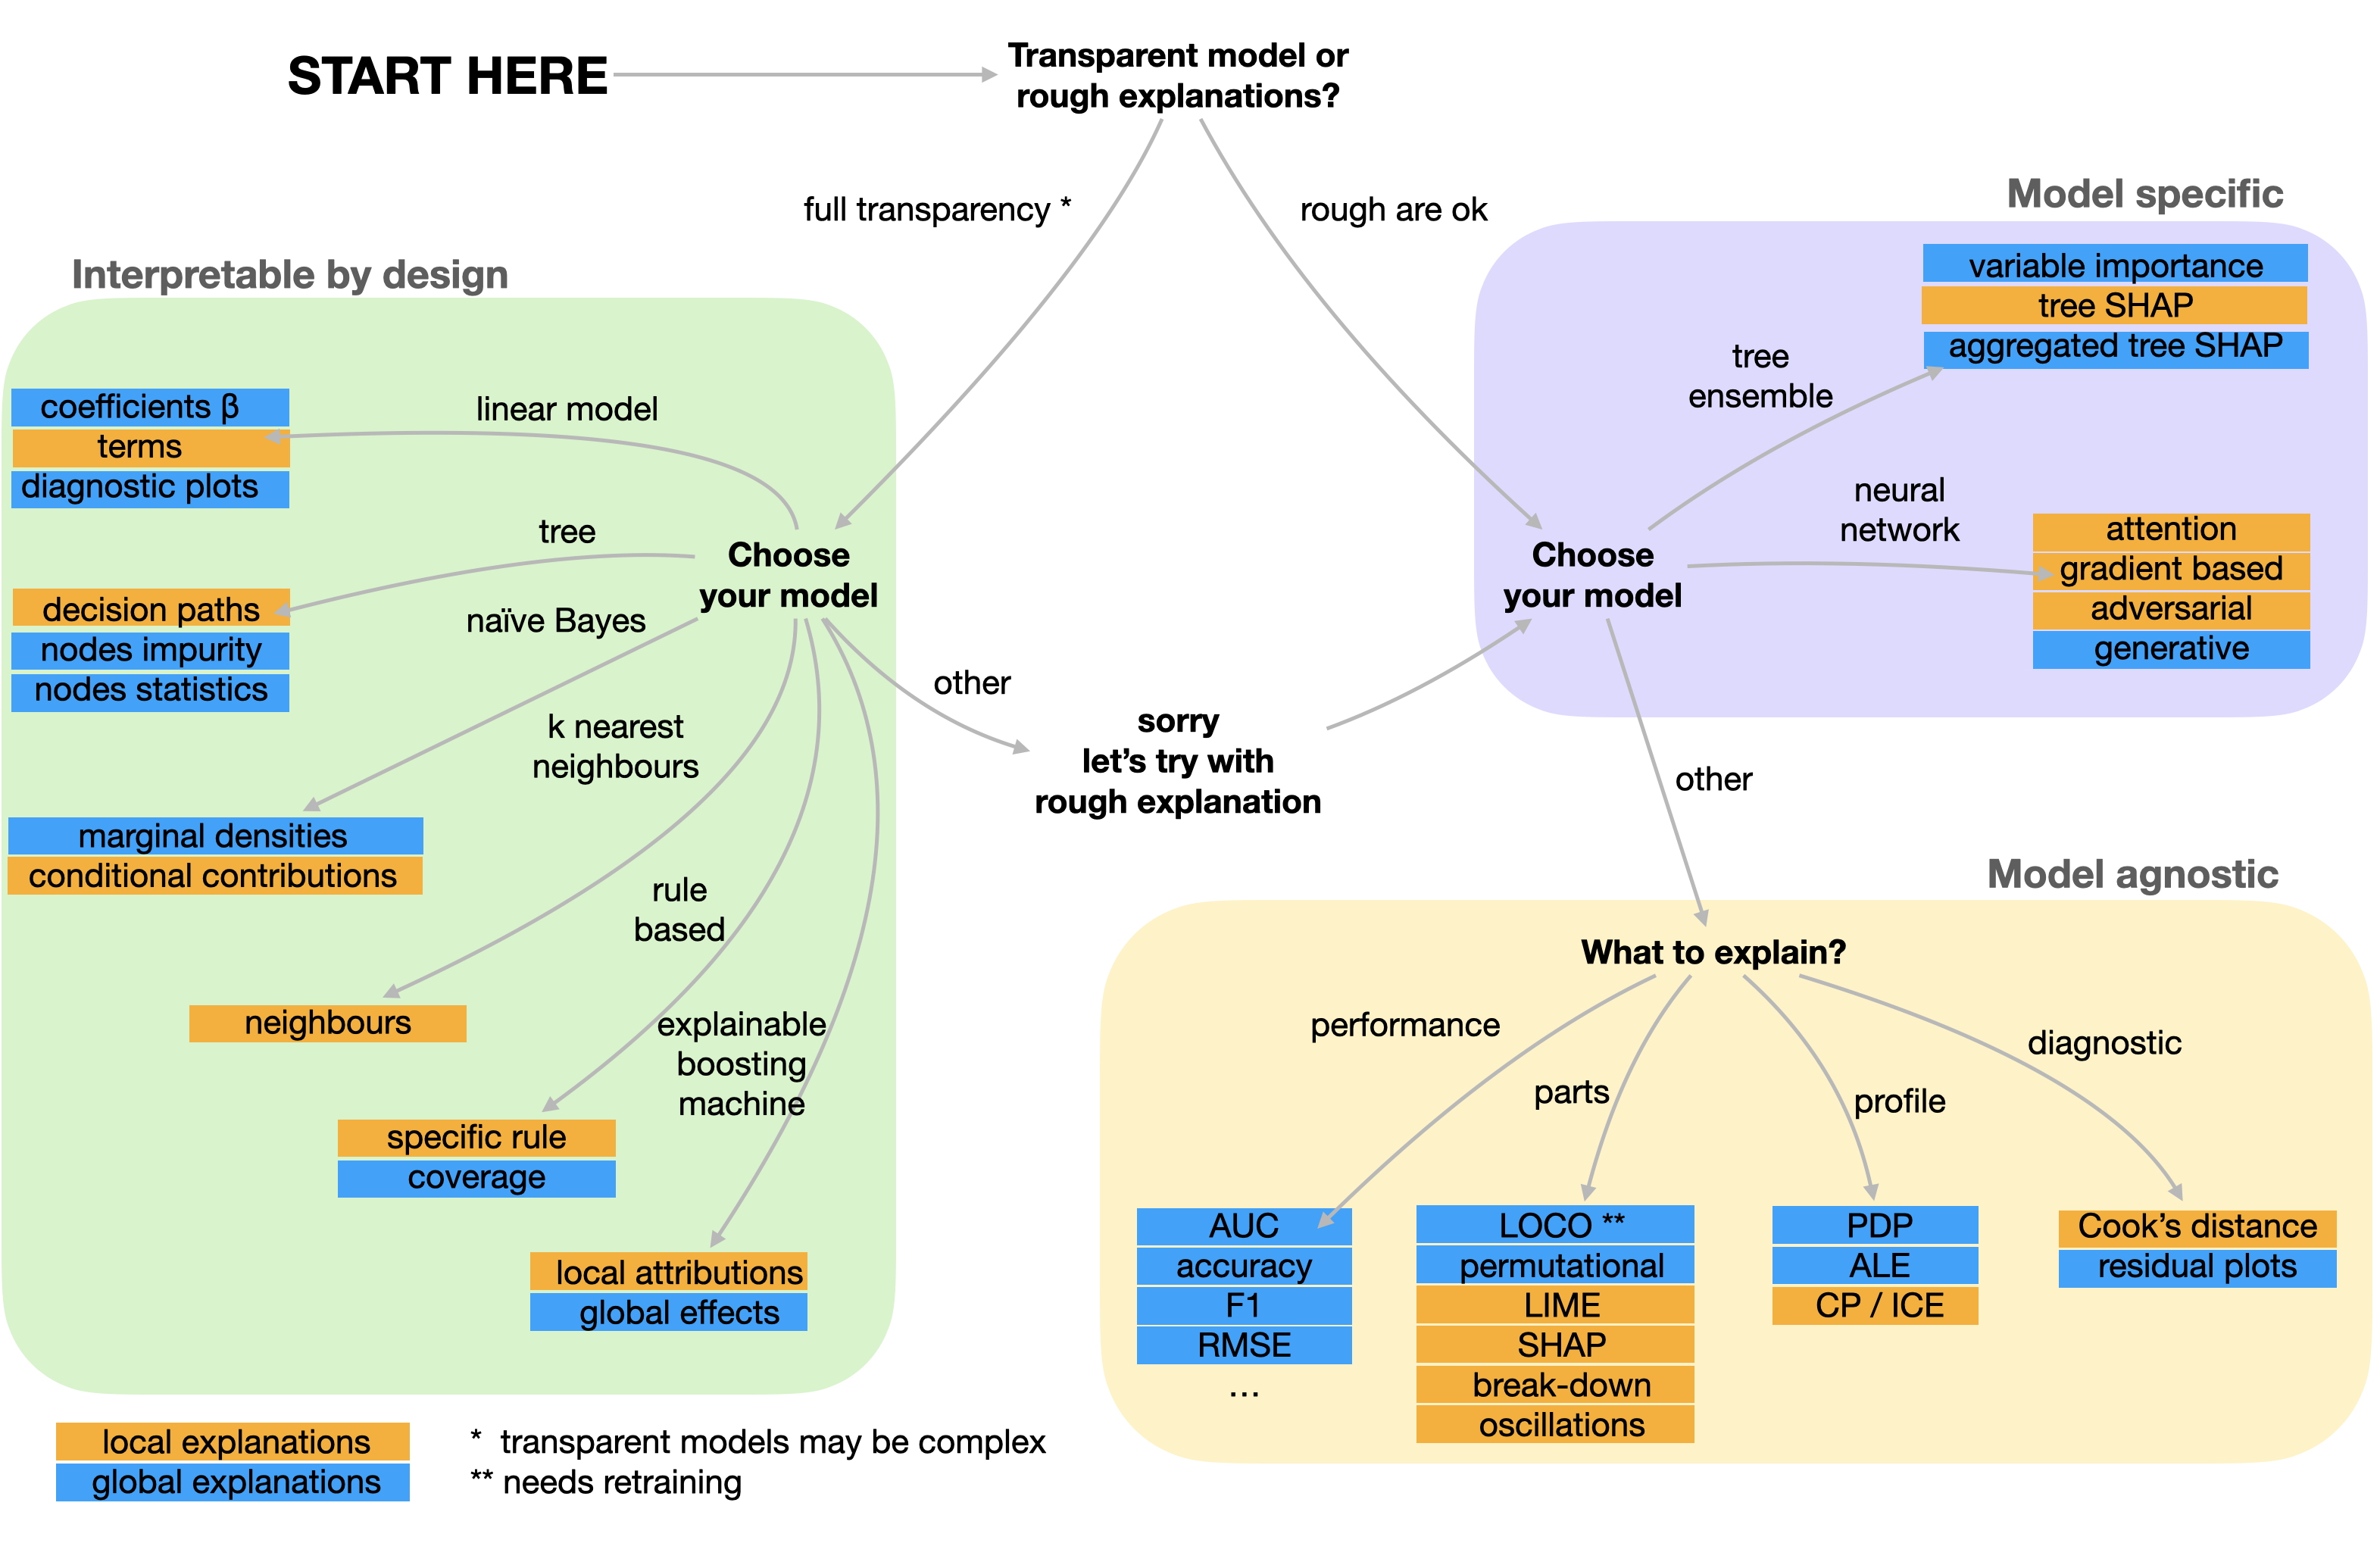 START HERE
Transparent model or
rough explanations?
full transparency *
rough are ok
Interpretable by design
linear model
coefficients β
terms
diagnostic plots
tree
decision paths
nodes impurity
nodes statistics
Choose
your model
naïve Bayes
marginal densities
conditional contributions
k nearest
neighbours
neighbours
rule
based
specific rule
coverage
explainable
boosting
machine
local attributions
global effects
other
sorry
let’s try with
rough explanation
Model specific
Choose
your model
tree
ensemble
variable importance
tree SHAP
aggregated tree SHAP
neural
network
attention
gradient based
adversarial
generative
other
Model agnostic
What to explain?
performance
AUC
accuracy
F1
RMSE
...
parts
LOCO **
permutational
LIME
SHAP
break-down
oscillations
profile
PDP
ALE
CP / ICE
diagnostic
Cook’s distance
residual plots
local explanations
global explanations
* transparent models may be complex
** needs retraining